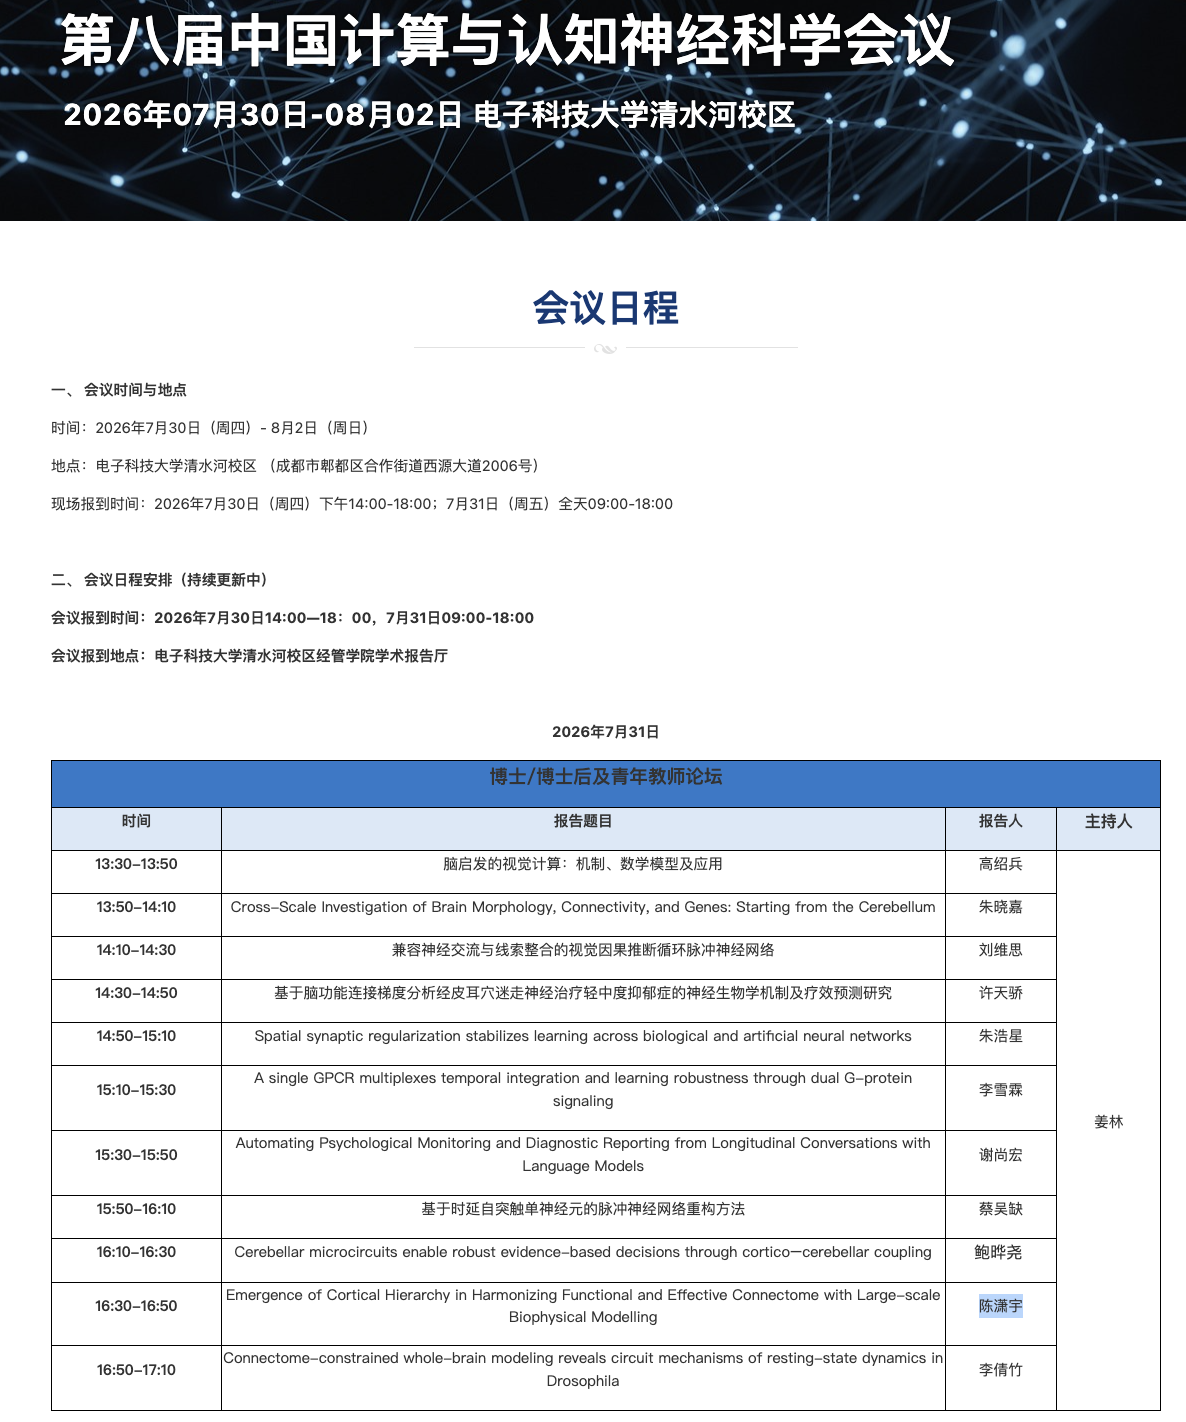 第八届中国计算与认知神经科学会议
2026年07月30日-08月02日 电子科技大学清水河校区
会议日程
一、 会议时间与地点
时间：2026年7月30日（周四）- 8月2日（周日）
地点：电子科技大学清水河校区 （成都市郫都区合作街道西源大道2006号）
现场报到时间：2026年7月30日（周四）下午14:00-18:00；7月31日（周五）全天09:00-18:00
二、 会议日程安排（持续更新中）
会议报到时间：2026年7月30日14:00—18：00，7月31日09:00-18:00
会议报到地点：电子科技大学清水河校区经管学院学术报告厅
2026年7月31日
博士/博士后及青年教师论坛
时间 报告题目 报告人 主持人
13:30–13:50 脑启发的视觉计算：机制、数学模型及应用 高绍兵
13:50–14:10 Cross–Scale Investigation of Brain Morphology, Connectivity, and Genes: Starting from the Cerebellum 朱晓嘉
14:10–14:30 兼容神经交流与线索整合的视觉因果推断循环脉冲神经网络 刘维思
14:30–14:50 基于脑功能连接梯度分析经皮耳穴迷走神经治疗轻中度抑郁症的神经生物学机制及疗效预测研究 许天骄
14:50–15:10 Spatial synaptic regularization stabilizes learning across biological and artificial neural networks 朱浩星
15:10–15:30 A single GPCR multiplexes temporal integration and learning robustness through dual G–protein
signaling 李雪霖
姜林
15:30–15:50 Automating Psychological Monitoring and Diagnostic Reporting from Longitudinal Conversations with
Language Models 谢尚宏
15:50–16:10 基于时延自突触单神经元的脉冲神经网络重构方法 蔡吴缺
16:10–16:30 Cerebellar microcircuits enable robust evidence–based decisions through cortico—cerebellar coupling 鲍晔尧
16:30–16:50 Emergence of Cortical Hierarchy in Harmonizing Functional and Effective Connectome with Large–scale
Biophysical Modelling 陈潇宇
16:50–17:10 Connectome–constrained whole–brain modeling reveals circuit mechanisms of resting–state dynamics in
Drosophila 李倩竹